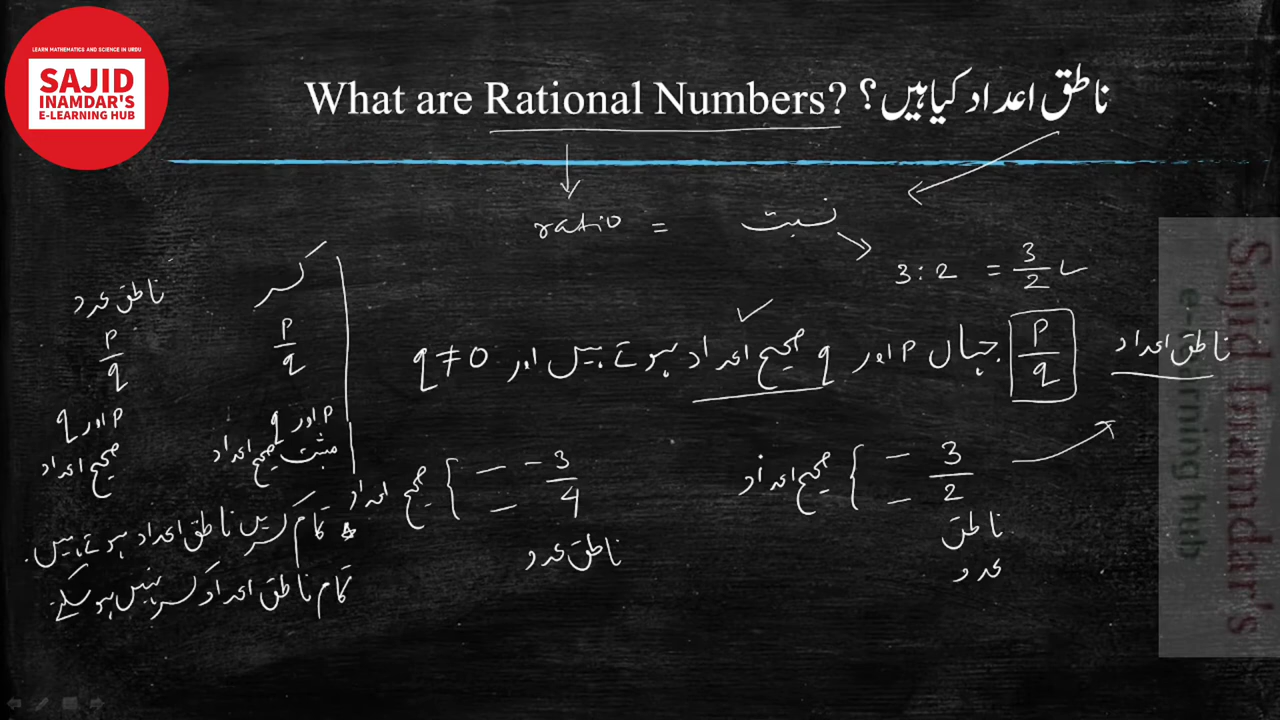 LEARN MATHEMATICS AND SCIENCE IN URDU
SAJID
INAMDAR'S
E-LEARNING HUB
What are Rational Numbers? ناطق اعداد کیا ہیں؟
ratio = نسبت
3 : 2 = 3/2
ناطق اعداد p/q جہاں p اور q صحیح اعداد ہوتے ہیں اور q ≠ 0
3/2 صحیح اعداد
ناطق
عدد
-3/4 صحیح اعداد
ناطق عدد
کسر ناطق عدد
p/q p/q
p اور q p اور q
مثبت صحیح اعداد صحیح اعداد
تمام کسریں ناطق اعداد ہوتے ہیں.
تمام ناطق اعداد کسر نہیں ہو سکتے.
Sajid Inamdar's
e-learning hub